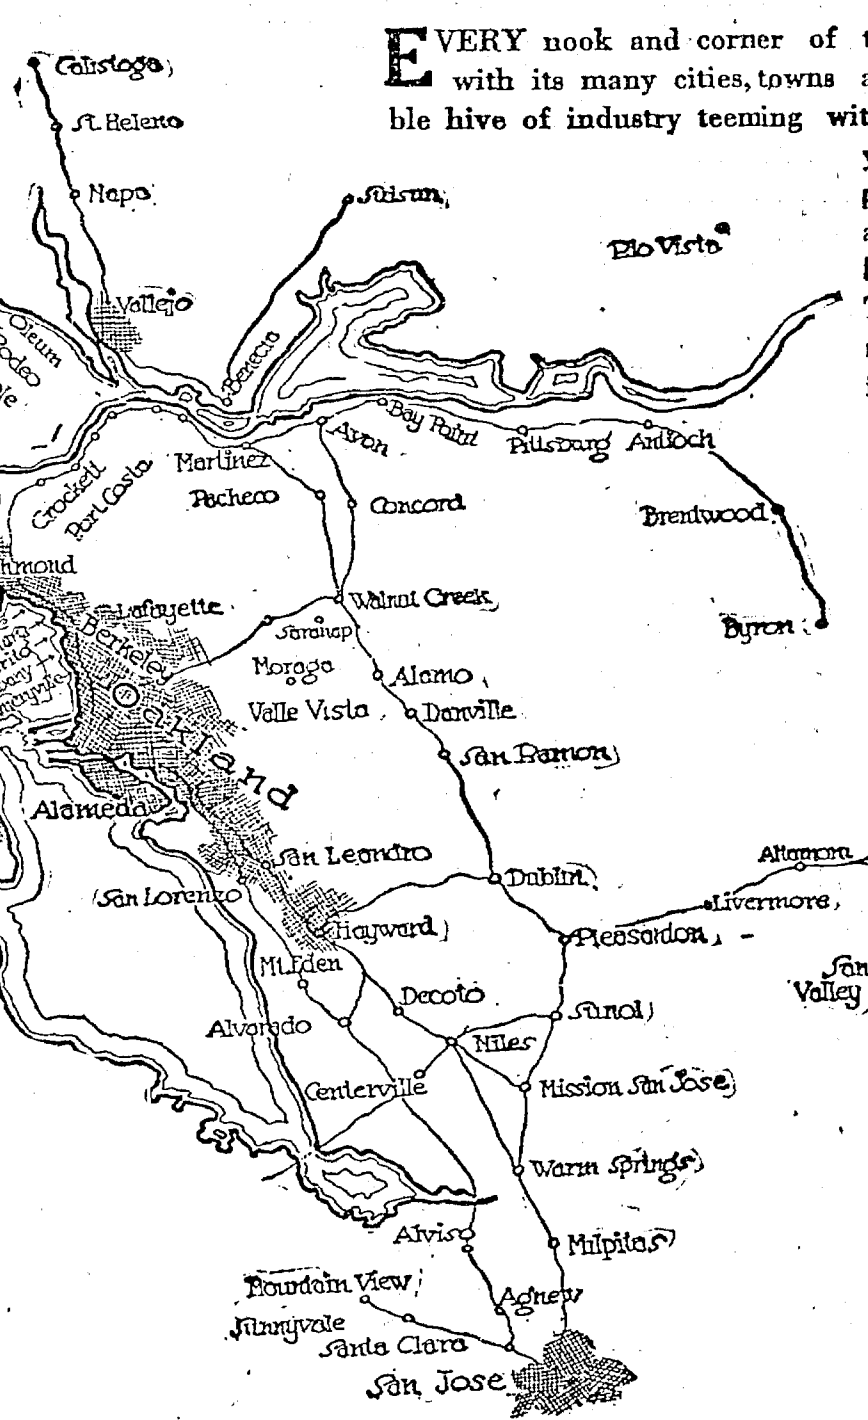 EVERY nook and corner of
with its many cities, towns
ble hive of industry teeming
Calistoga
St. Helena
Napa
Suisun
Rio Vista
Vallejo
Oleum
Rodeo
Benecia
Bay Point
Avon
Pittsburg
Antioch
Martinez
Crockett
Port Costa
Pacheco
Concord
Brentwood
Walnut Creek
Lafayette
Saranap
Byron
Berkeley
Moraga
Alamo
Oakland
Valle Vista
Danville
San Ramon
Alameda
San Leandro
Altamont
San Lorenzo
Dublin
Livermore
Hayward
Pleasanton
Mt. Eden
San
Valley
Decoto
Sunol
Alvarado
Niles
Centerville
Mission San Jose
Warm Springs
Alviso
Milpitas
Mountain View
Agnew
Sunnyvale
Santa Clara
San Jose